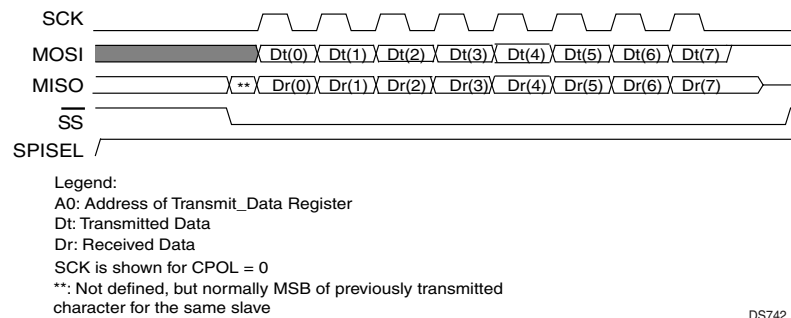 SCK
MOSI Dt(0) Dt(1) Dt(2) Dt(3) Dt(4) Dt(5) Dt(6) Dt(7)
MISO ** Dr(0) Dr(1) Dr(2) Dr(3) Dr(4) Dr(5) Dr(6) Dr(7)
SS
SPISEL
Legend:
A0: Address of Transmit_Data Register
Dt: Transmitted Data
Dr: Received Data
SCK is shown for CPOL = 0
**: Not defined, but normally MSB of previously transmitted
character for the same slave
DS742